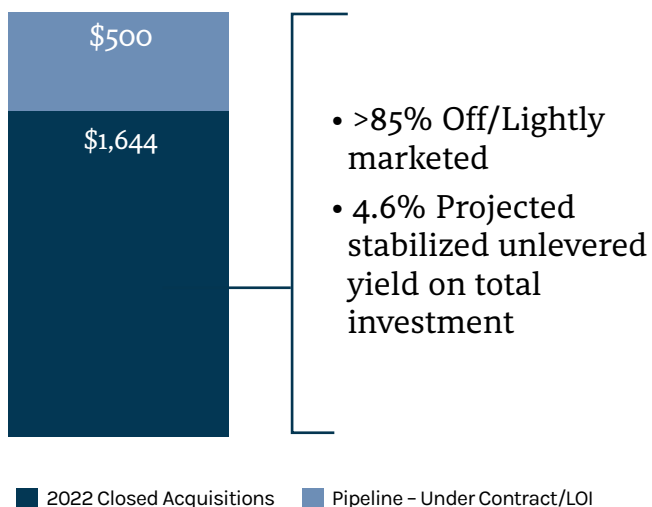 $500
$1,644
• >85% Off/Lightly
marketed
• 4.6% Projected
stabilized unlevered
yield on total
investment
2022 Closed Acquisitions
Pipeline – Under Contract/LOI